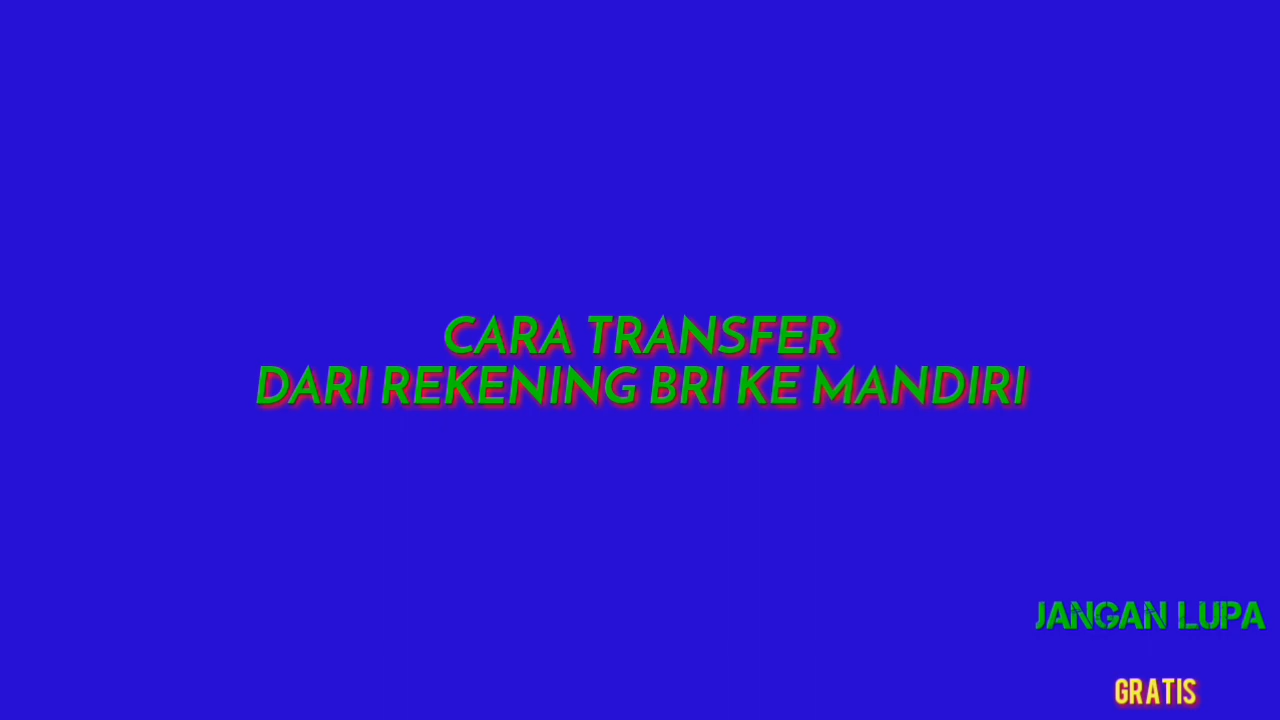 CARA TRANSFER
DARI REKENING BRI KE MANDIRI
JANGAN LUPA
GRATIS